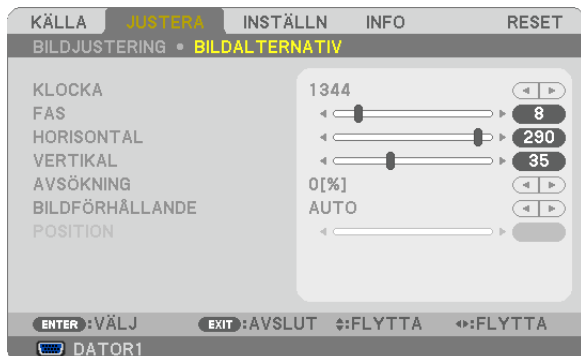 KÄLLA JUSTERA INSTÄLLN INFO RESET
BILDJUSTERING • BILDALTERNATIV
KLOCKA 1344
FAS 8
HORISONTAL 290
VERTIKAL 35
AVSÖKNING 0[%]
BILDFÖRHÅLLANDE AUTO
POSITION
ENTER:VÄLJ EXIT:AVSLUT :FLYTTA :FLYTTA
DATOR1